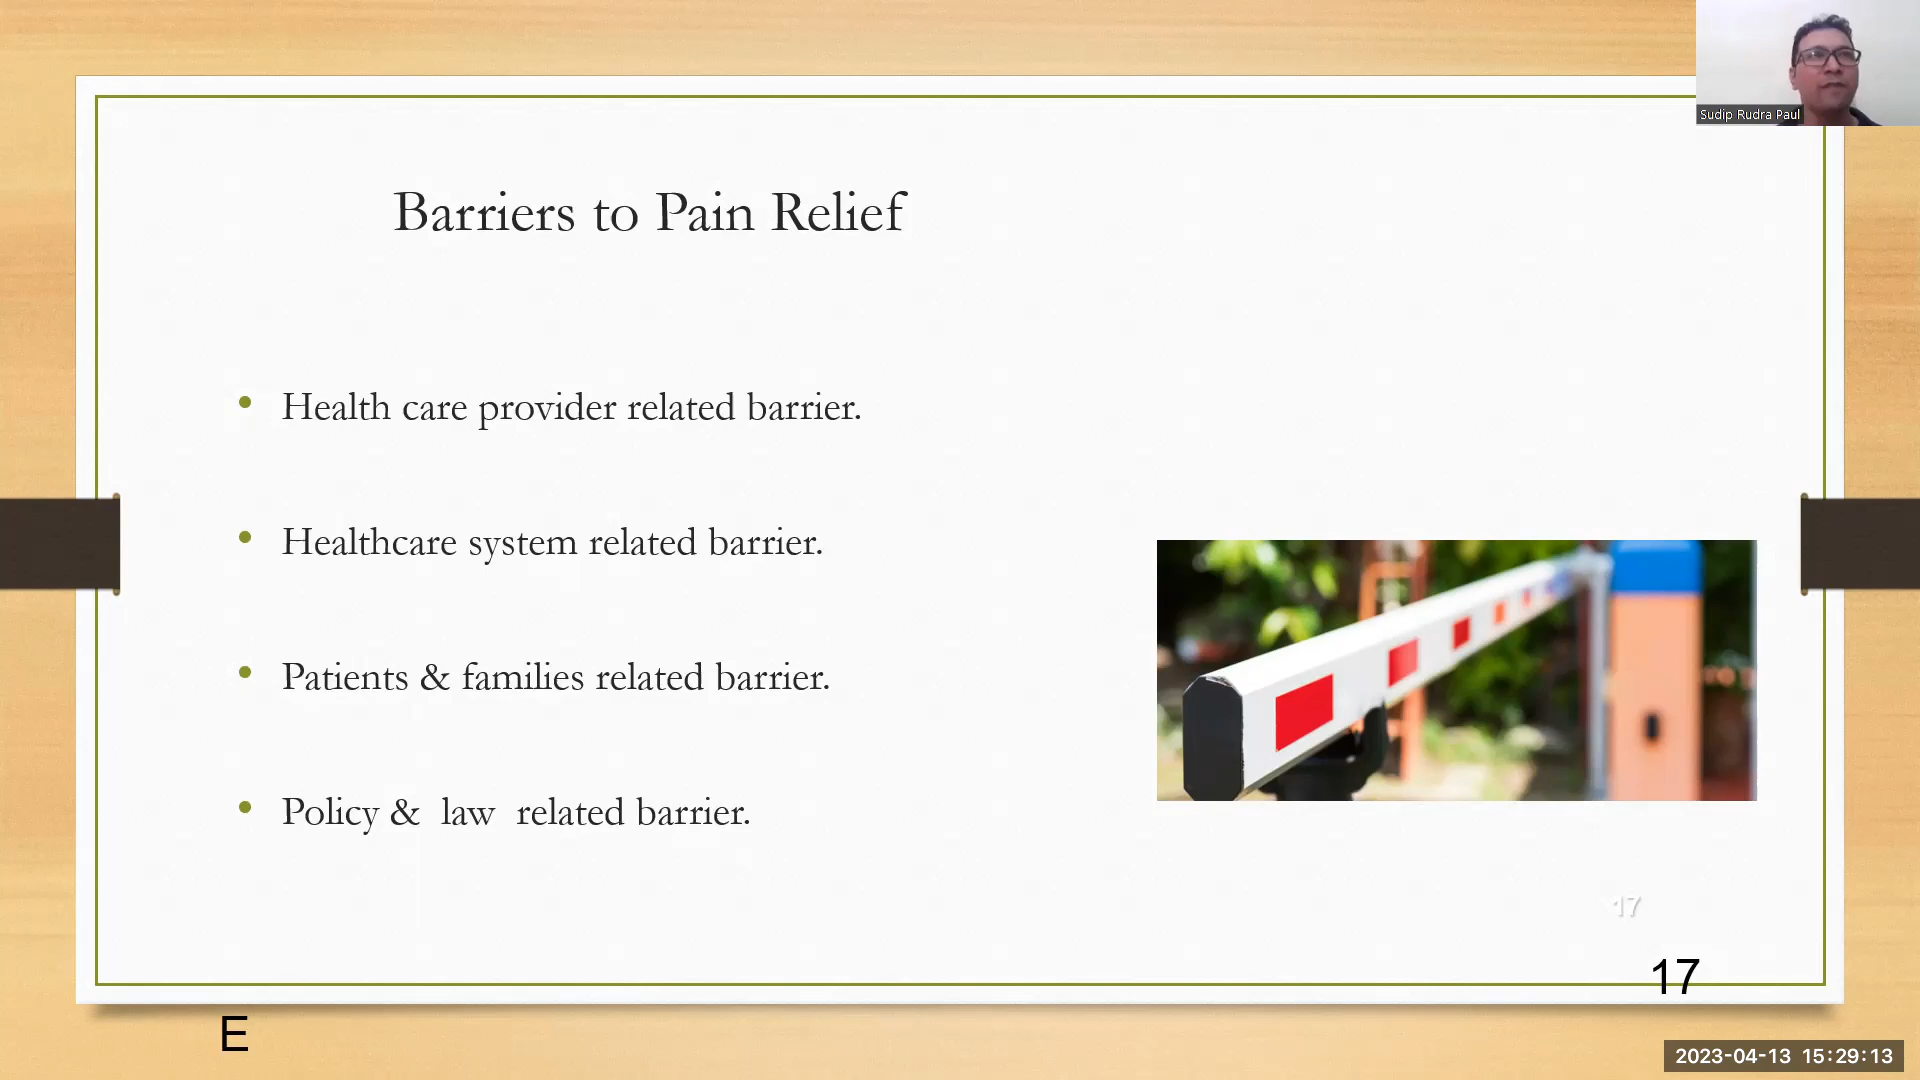 Sudip Rudra Paul
Barriers to Pain Relief
• Health care provider related barrier.
• Healthcare system related barrier.
• Patients & families related barrier.
• Policy & law related barrier.
17
17
E
2023-04-13 15:29:13